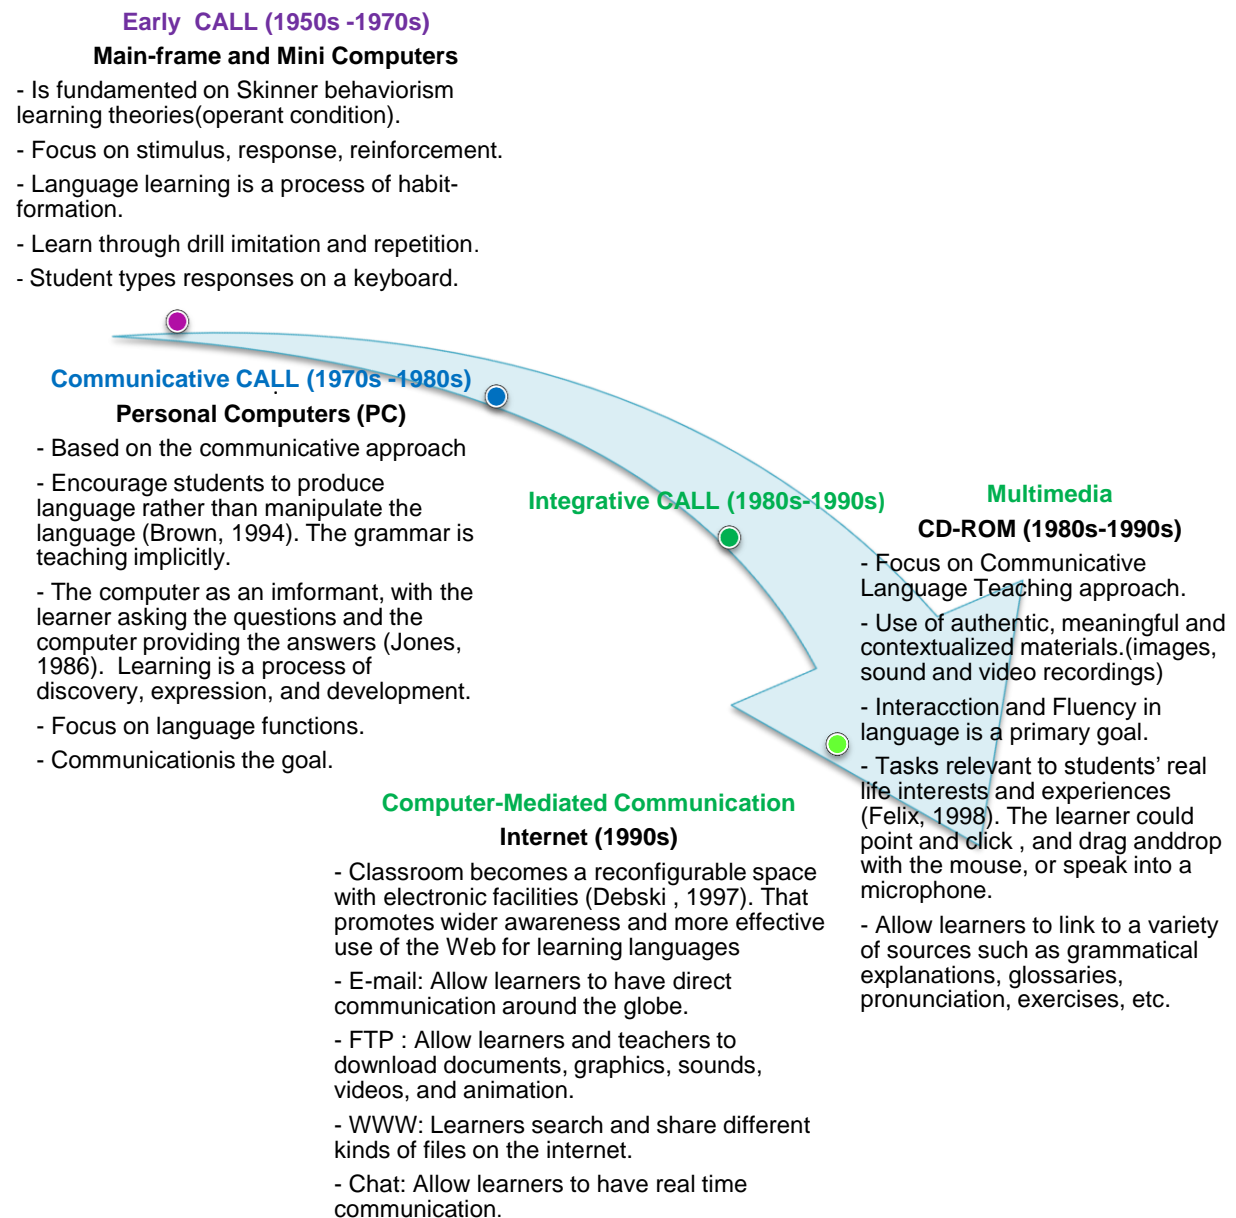 Early  CALL (1950s -1970s)
Main-frame and Mini Computers
- Is fundamented on Skinner behaviorism
learning theories(operant condition).
- Focus on stimulus, response, reinforcement.
- Language learning is a process of habit-
formation.
- Learn through drill imitation and repetition.
- Student types responses on a keyboard.
Communicative CALL (1970s -1980s)
.
Personal Computers (PC)
- Based on the communicative approach
- Encourage students to produce
language rather than manipulate the
language (Brown, 1994). The grammar is
teaching implicitly.
- The computer as an imformant, with the
learner asking the questions and the
computer providing the answers (Jones,
1986).  Learning is a process of
discovery, expression, and development.
- Focus on language functions.
- Communicationis the goal.
Integrative CALL (1980s-1990s)
Multimedia
CD-ROM (1980s-1990s)
- Focus on Communicative
Language Teaching approach.
- Use of authentic, meaningful and
contextualized materials.(images,
sound and video recordings)
- Interacction and Fluency in
language is a primary goal.
- Tasks relevant to students’ real
life interests and experiences
(Felix, 1998). The learner could
point and click , and drag anddrop
with the mouse, or speak into a
microphone.
- Allow learners to link to a variety
of sources such as grammatical
explanations, glossaries,
pronunciation, exercises, etc.
Computer-Mediated Communication
Internet (1990s)
- Classroom becomes a reconfigurable space
with electronic facilities (Debski , 1997). That
promotes wider awareness and more effective
use of the Web for learning languages
- E-mail: Allow learners to have direct
communication around the globe.
- FTP : Allow learners and teachers to
download documents, graphics, sounds,
videos, and animation.
- WWW: Learners search and share different
kinds of files on the internet.
- Chat: Allow learners to have real time
communication.